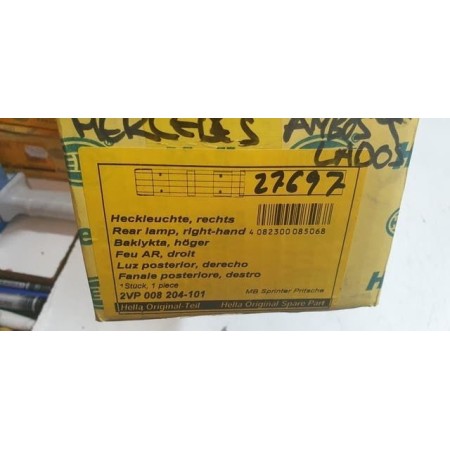 MERCEDES AMBOS
LADOS
27697
Heckleuchte, rechts
Rear lamp, right-hand
4 082300 085068
Baklykta, höger
Feu AR, droit
Luz posterior, derecho
Fanale posteriore, destro
*Stück, 1 piece
2VP 008 204-101
MB Sprinter Pritsche
Hella Original-Teil Hella Original Spare Part